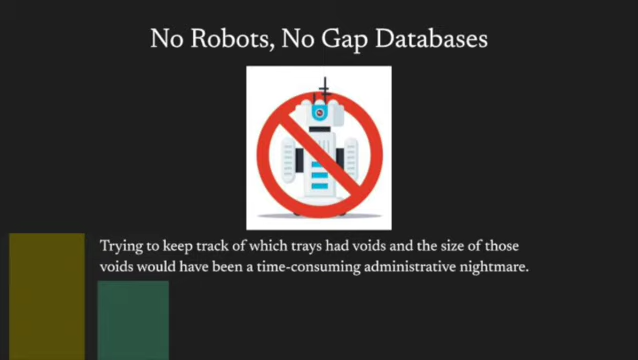 No Robots, No Gap Databases
Trying to keep track of which trays had voids and the size of those
voids would have been a time-consuming administrative nightmare.